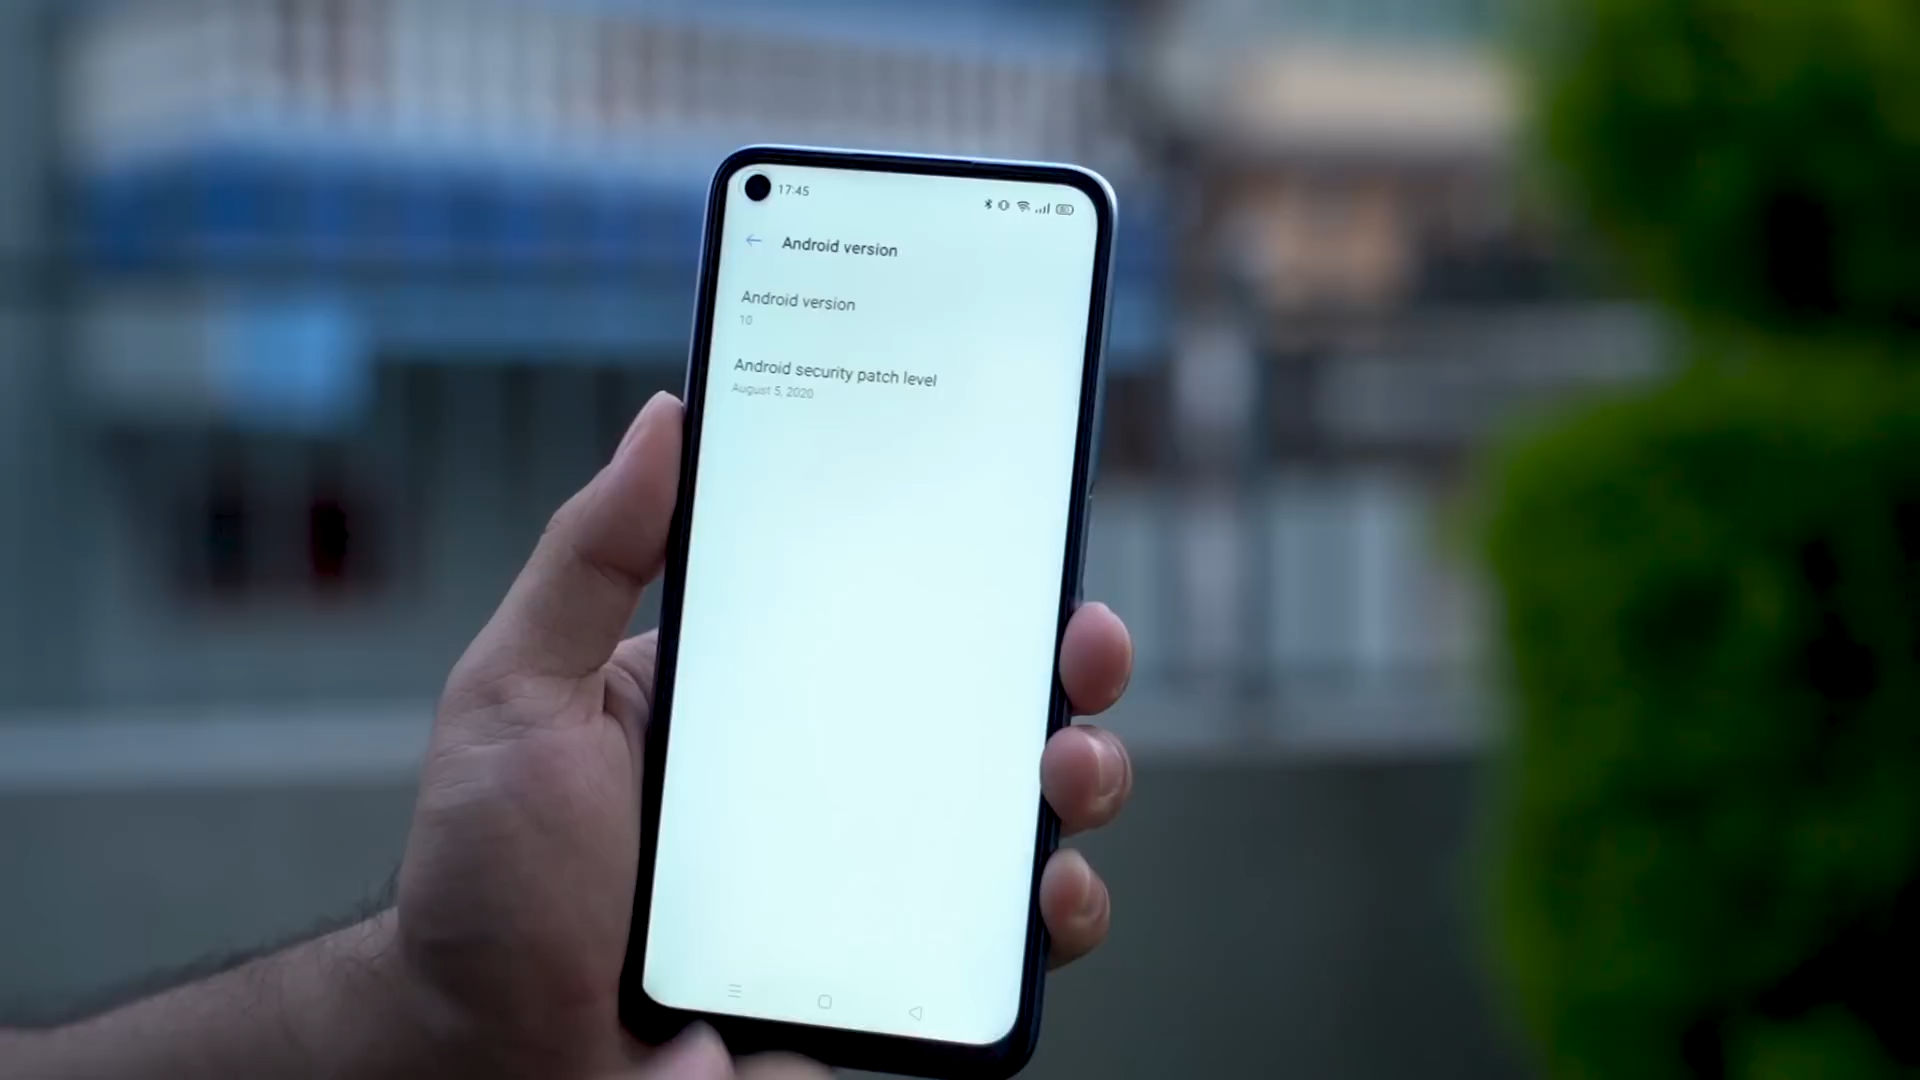 17:45
Android version
Android version
10
Android security patch level
August 5, 2020